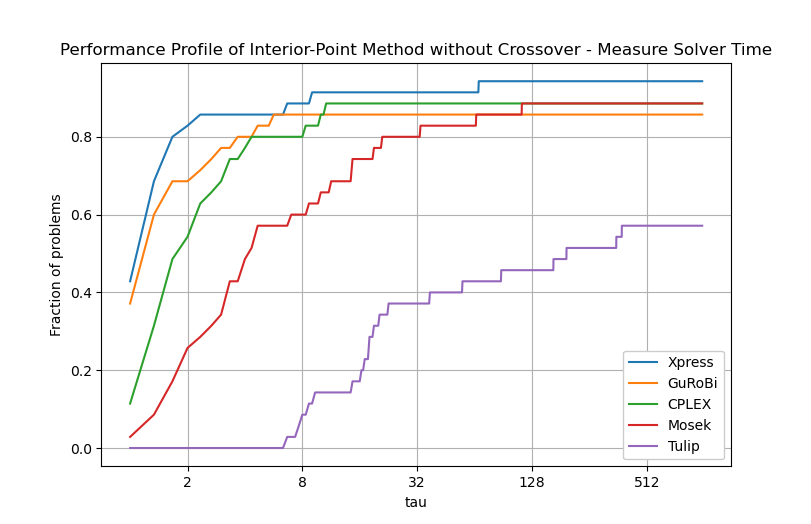 Performance Profile of Interior-Point Method without Crossover - Measure Solver Time
Fraction of problems
0.8
0.6
0.4
0.2
0.0
2
8
32
128
512
tau
Xpress
GuRoBi
CPLEX
Mosek
Tulip